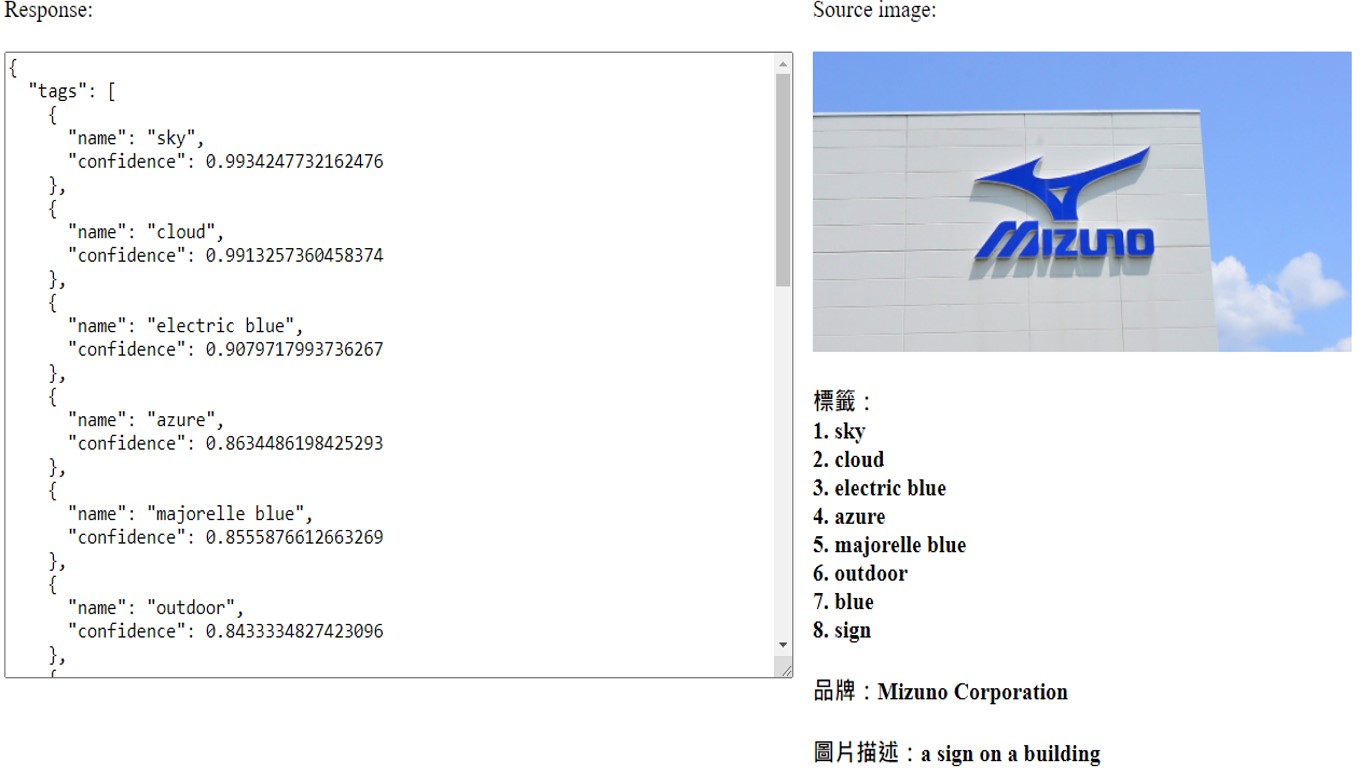 Response:
{
"tags": [
{
"name": "sky",
"confidence": 0.9934247732162476
},
{
"name": "cloud",
"confidence": 0.9913257360458374
},
{
"name": "electric blue",
"confidence": 0.9079717993736267
},
{
"name": "azure",
"confidence": 0.8634486198425293
},
{
"name": "majorelle blue",
"confidence": 0.8555876612663269
},
{
"name": "outdoor",
"confidence": 0.8433334827423096
},
{
Source image:
MIZUNO
標籤：
1. sky
2. cloud
3. electric blue
4. azure
5. majorelle blue
6. outdoor
7. blue
8. sign
品牌：Mizuno Corporation
圖片描述：a sign on a building